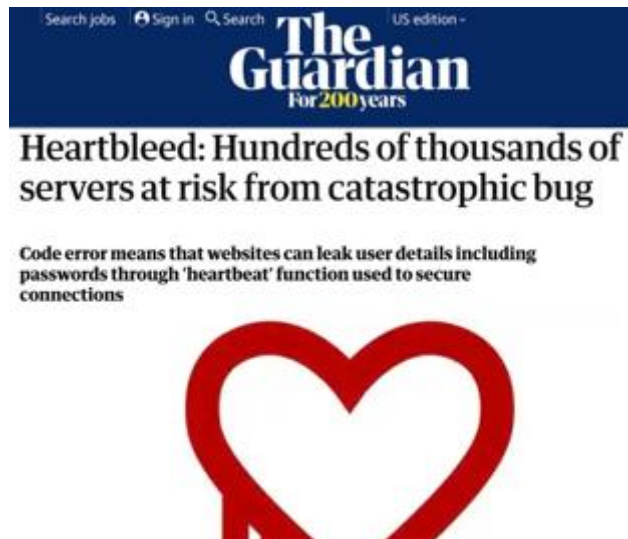 Search jobs Sign in Search US edition
The
Guardian
For 200 years
Heartbleed: Hundreds of thousands of
servers at risk from catastrophic bug
Code error means that websites can leak user details including
passwords through 'heartbeat' function used to secure
connections